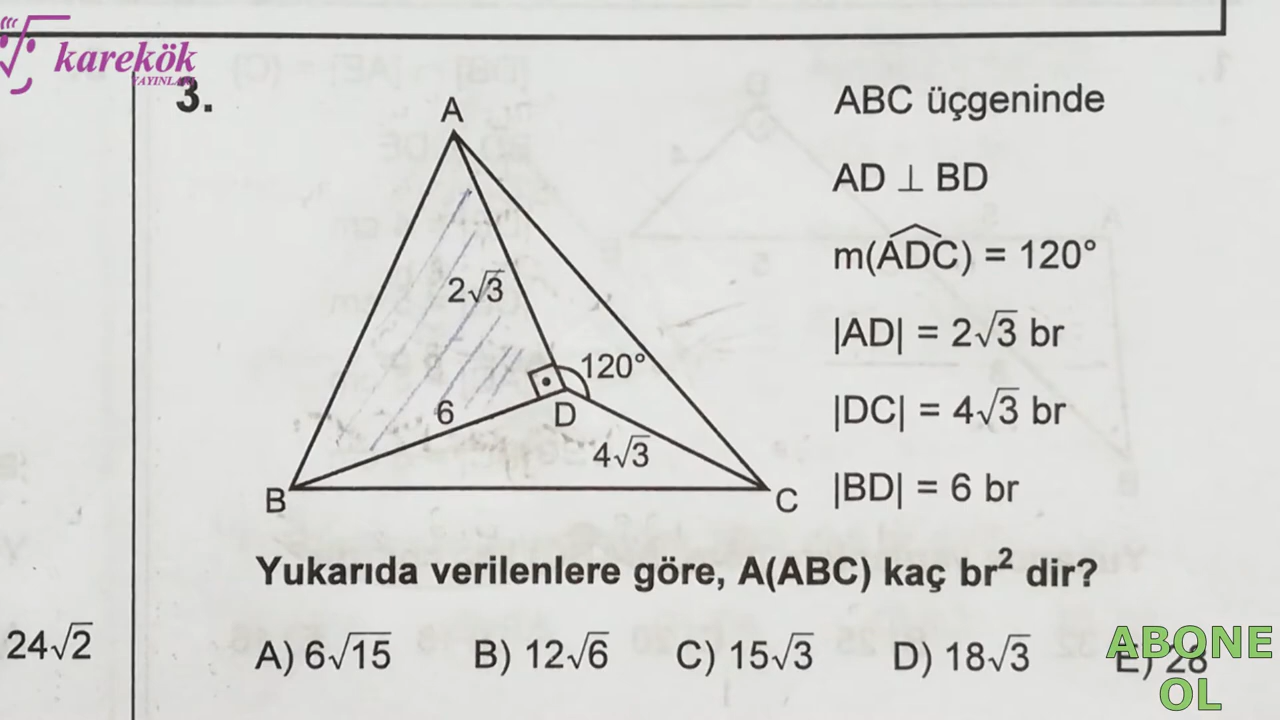 karekök
YAYINLARI
3.
A
2√3
120°
6
D
4√3
B
C
ABC üçgeninde
AD ⊥ BD
m(ADC) = 120°
|AD| = 2√3 br
|DC| = 4√3 br
|BD| = 6 br
Yukarıda verilenlere göre, A(ABC) kaç br² dir?
24√2
A) 6√15 B) 12√6 C) 15√3 D) 18√3 E) 28
ABONE
OL